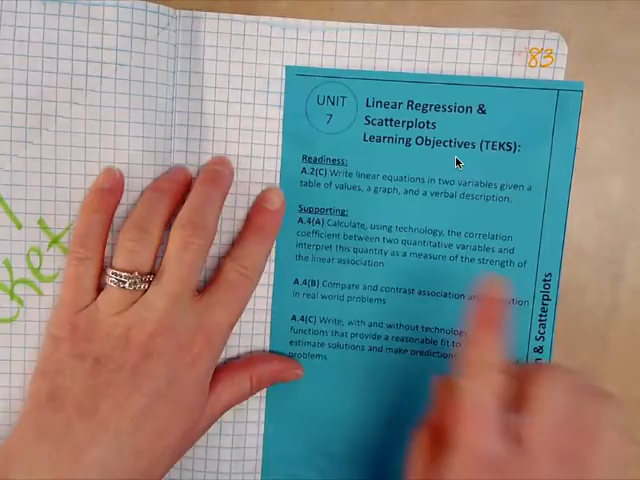 83
UNIT
7
Linear Regression &
Scatterplots
Learning Objectives (TEKS):
Readiness:
A.2(C) Write linear equations in two variables given a
table of values, a graph, and a verbal description.
Supporting:
A.4(A) Calculate, using technology, the correlation
coefficient between two quantitative variables and
interpret this quantity as a measure of the strength of
the linear association
A.4(B) Compare and contrast association
in real world problems
A.4(C) Write, with and without technology
functions that provide a reasonable fit to
estimate solutions and make predictions
problems
& Scatterplots